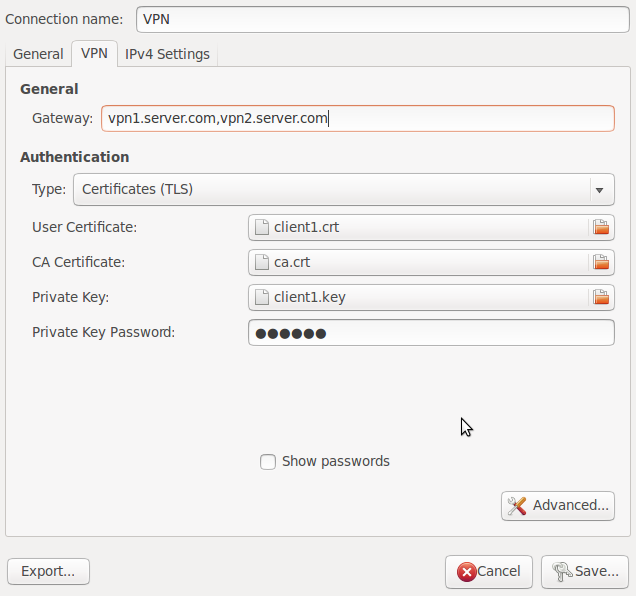 Connection name: VPN
General VPN IPv4 Settings
General
Gateway: vpn1.server.com,vpn2.server.com
Authentication
Type: Certificates (TLS)
User Certificate: client1.crt
CA Certificate: ca.crt
Private Key: client1.key
Private Key Password: ●●●●●●
Show passwords
Advanced...
Export... Cancel Save...